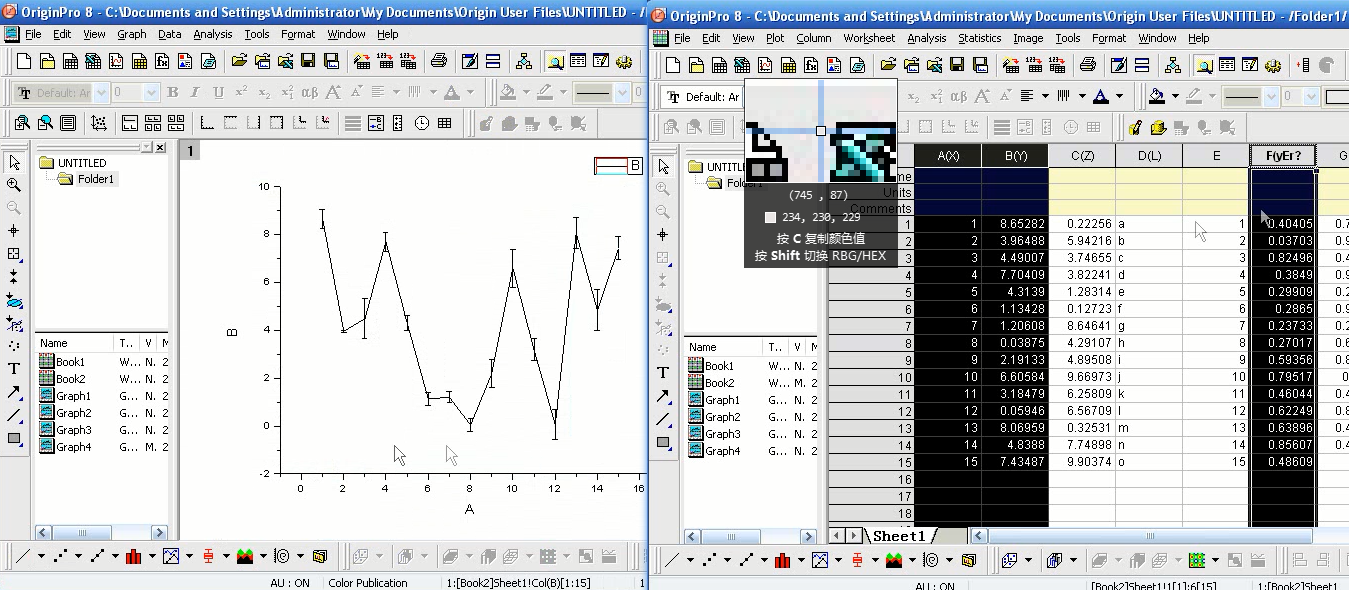 OriginPro 8 - C:\Documents and Settings\Administrator\My Documents\Origin User Files\UNTITLED - /
File Edit View Graph Data Analysis Tools Format Window Help
Default: Ar 0 B I U
UNTITLED
Folder1
Name T.. V M
Book1 W... N. 2
Book2 W... N. 2
Graph1 G... N. 2
Graph2 G... N. 2
Graph3 G... N. 2
Graph4 G... M. 2
1
B
10
8
6
4
2
0
-2
B
0 2 4 6 8 10 12 14 16
A
AU : ON Color Publication 1:[Book2]Sheet1!Col(B)[1:15] 1
OriginPro 8 - C:\Documents and Settings\Administrator\My Documents\Origin User Files\UNTITLED - /Folder1/
File Edit View Plot Column Worksheet Analysis Statistics Image Tools Format Window Help
Default: Ar
0
(745 , 87)
234, 230, 229
按 C 复制颜色值
按 Shift 切换 RBG/HEX
UNTITL
Folder1
Name T.. V M
Book1 W... N. 2
Book2 W... N. 2
Graph1 G... N. 2
Graph2 G... N. 2
Graph3 G... N. 2
Graph4 G... M. 2
A(X) B(Y) C(Z) D(L) E F(yEr? G
me
Units
Comments
1 1 8.65282 0.22256 a 1 0.40405 0.7
2 2 3.96488 5.94216 b 2 0.03703 0.9
3 3 4.49007 3.74655 c 3 0.82496 0.4
4 4 7.70409 3.82241 d 4 0.3849 0.9
5 5 4.3139 1.28314 e 5 0.29909 0.2
6 6 1.13428 0.12723 f 6 0.2865 0.9
7 7 1.20608 8.64641 g 7 0.23733 0.2
8 8 0.03875 4.29107 h 8 0.27017 0.6
9 9 2.19133 4.89508 i 9 0.59356 0.8
10 10 6.60584 9.66973 j 10 0.79517 0
11 11 3.18479 6.25809 k 11 0.46044 0.4
12 12 0.05946 6.56709 l 12 0.62249 0.8
13 13 8.06959 0.32531 m 13 0.63896 0.4
14 14 4.8388 7.74898 n 14 0.85607 0.4
15 15 7.43487 9.90374 o 15 0.48609
16
17
18
Sheet1
AU : ON [Book2]Sheet1!1[1]:6[15] 1:[Book2]Sheet1